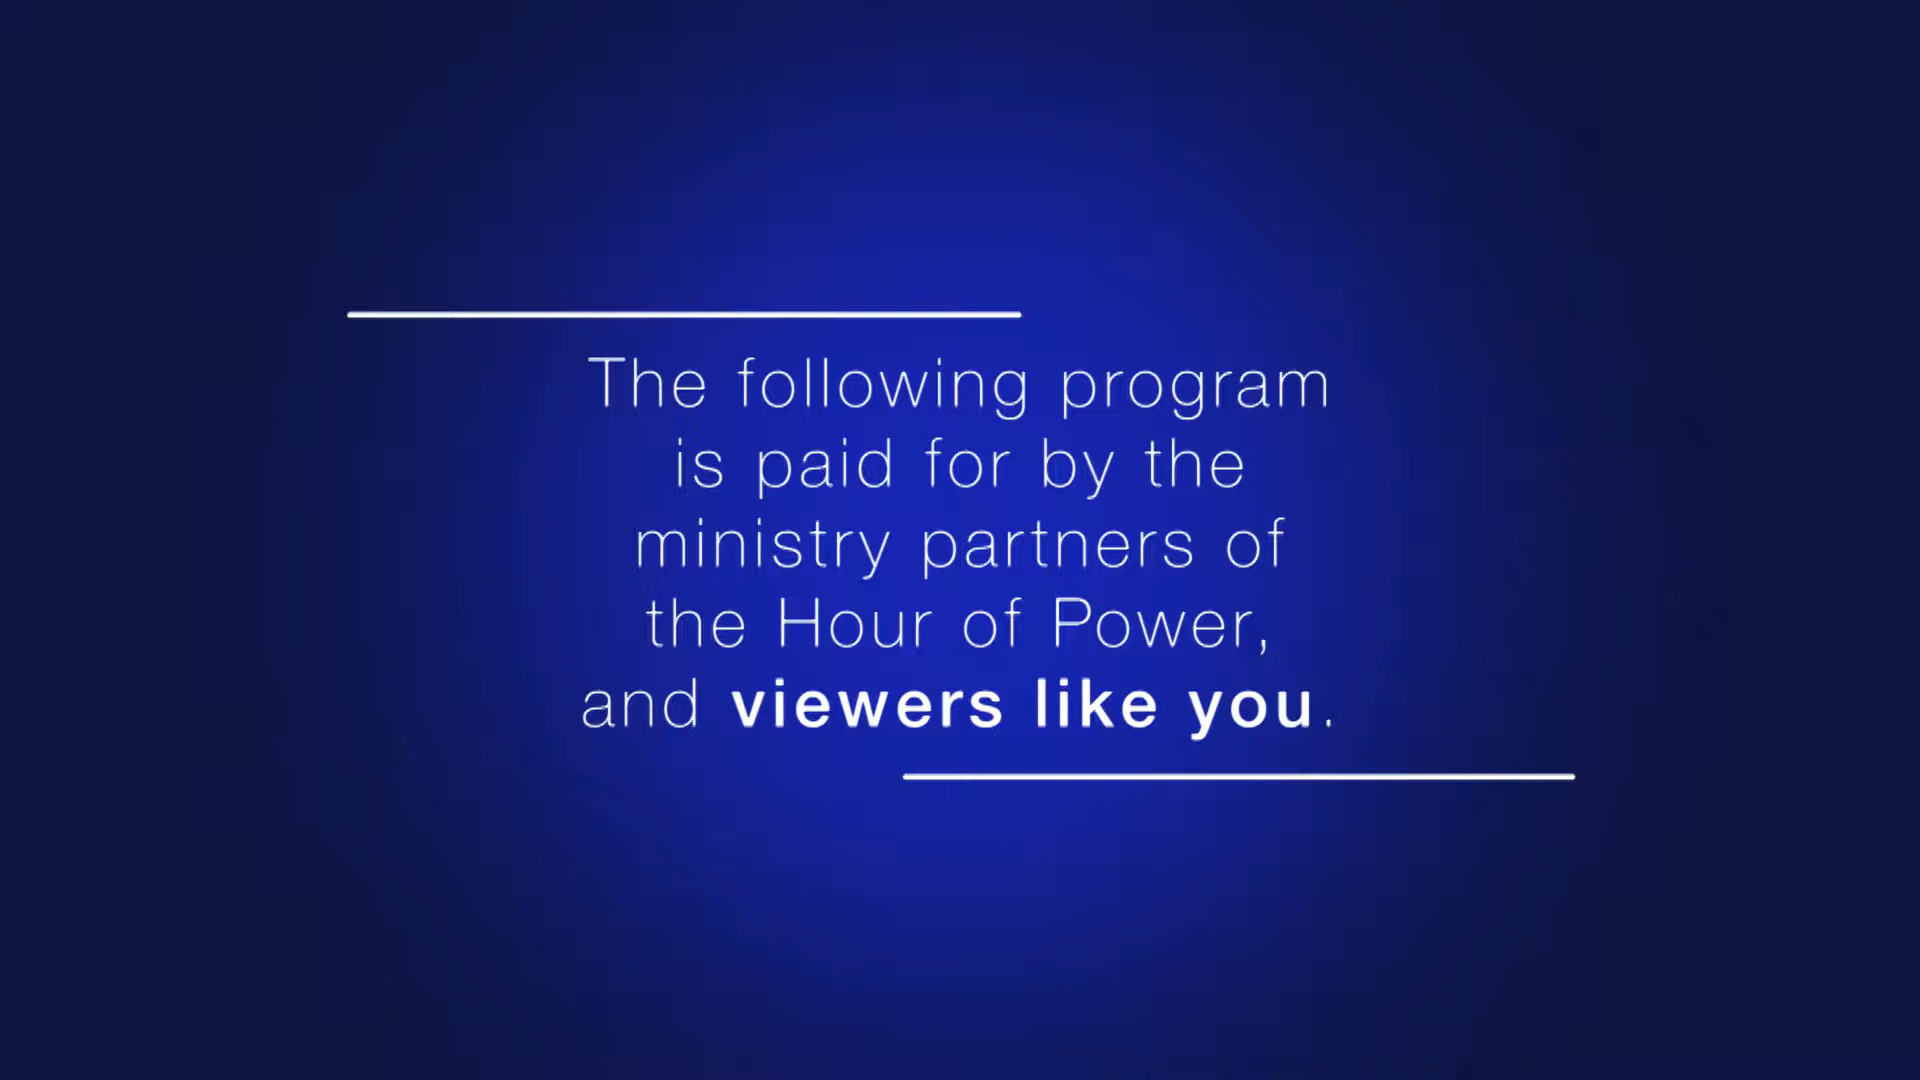 The following program
is paid for by the
ministry partners of
the Hour of Power,
and viewers like you.